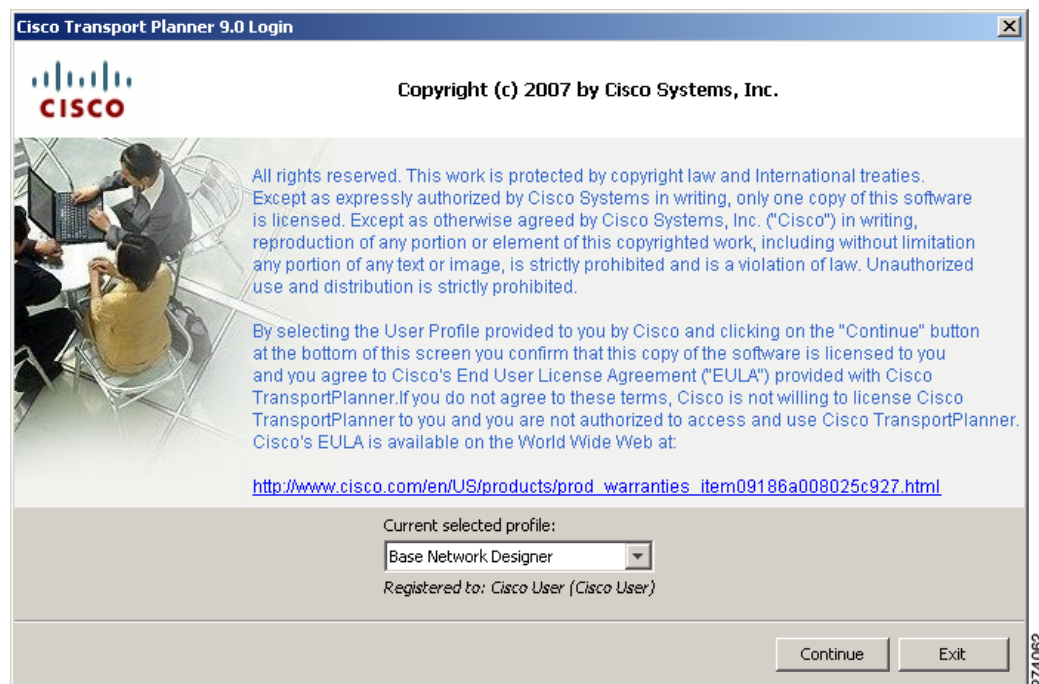 Cisco Transport Planner 9.0 Login
CISCO
Copyright (c) 2007 by Cisco Systems, Inc.
All rights reserved. This work is protected by copyright law and International treaties.
Except as expressly authorized by Cisco Systems in writing, only one copy of this software
is licensed. Except as otherwise agreed by Cisco Systems, Inc. ("Cisco") in writing,
reproduction of any portion or element of this copyrighted work, including without limitation
any portion of any text or image, is strictly prohibited and is a violation of law. Unauthorized
use and distribution is strictly prohibited.
By selecting the User Profile provided to you by Cisco and clicking on the "Continue" button
at the bottom of this screen you confirm that this copy of the software is licensed to you
and you agree to Cisco's End User License Agreement ("EULA") provided with Cisco
TransportPlanner.If you do not agree to these terms, Cisco is not willing to license Cisco
TransportPlanner to you and you are not authorized to access and use Cisco TransportPlanner.
Cisco's EULA is available on the World Wide Web at:
http://www.cisco.com/en/US/products/prod_warranties_item09186a008025c927.html
Current selected profile:
Base Network Designer
Registered to: Cisco User (Cisco User)
Continue
Exit
274062